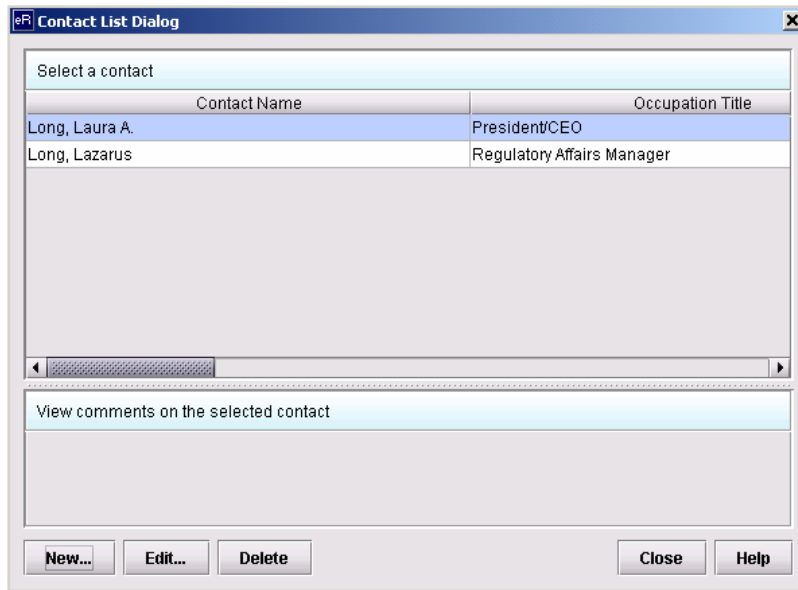 eR Contact List Dialog
Select a contact
Contact Name Occupation Title
Long, Laura A. President/CEO
Long, Lazarus Regulatory Affairs Manager
View comments on the selected contact
New... Edit... Delete Close Help